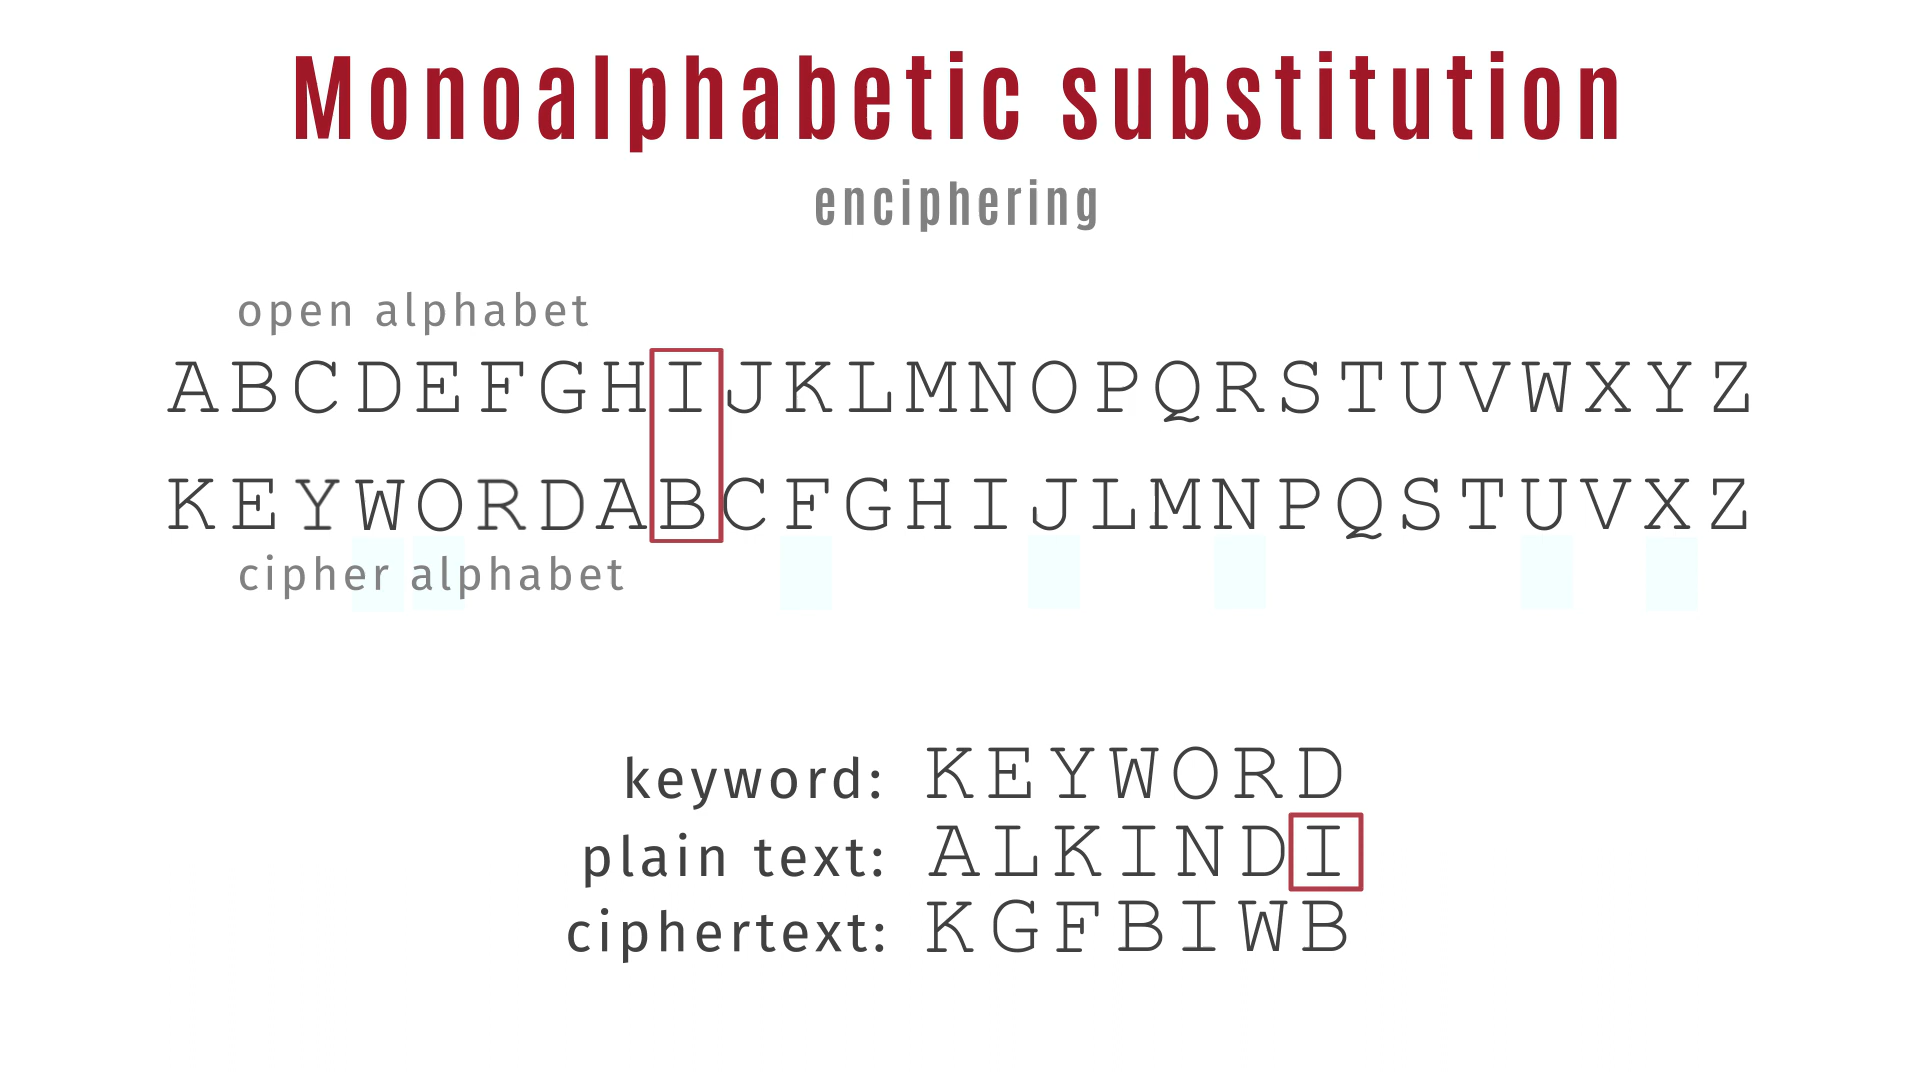 Monoalphabetic substitution
enciphering
open alphabet
ABCDEFGHIJKLMNOPQRSTUVWXYZ
KEYWORDABCFGHIJLMNPQSTUVXZ
cipher alphabet
keyword: KEYWORD
plain text: ALKINDI
ciphertext: KGFBIWB